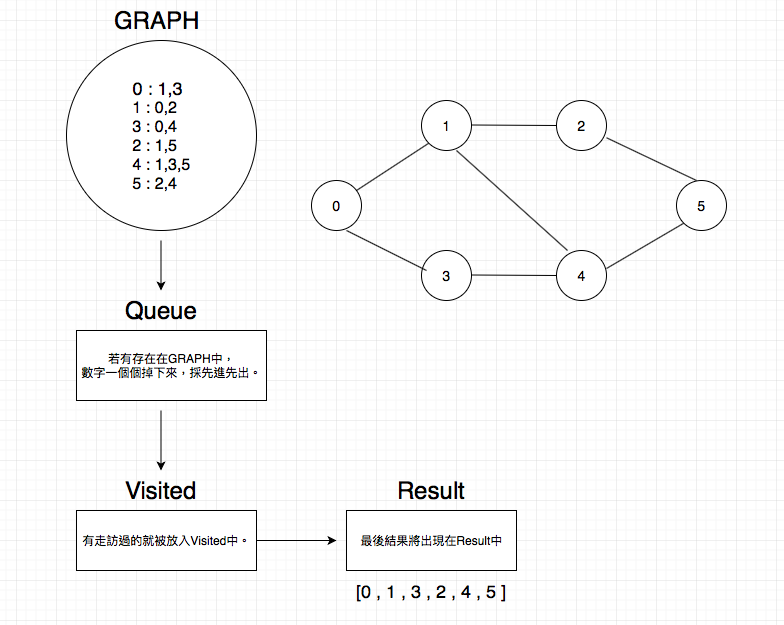 GRAPH
0 : 1,3
1 : 0,2
3 : 0,4
2 : 1,5
4 : 1,3,5
5 : 2,4
1
2
0
5
3
4
Queue
若有存在在GRAPH中，
數字一個個掉下來，採先進先出。
Visited
Result
有走訪過的就被放入Visited中。
最後結果將出現在Result中
[0 , 1 , 3 , 2 , 4 , 5 ]